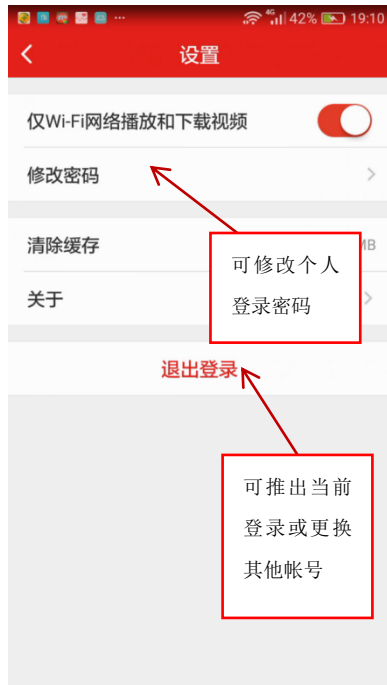 4G 42% 19:10
设置
仅Wi-Fi网络播放和下载视频
修改密码
清除缓存
可修改个人
登录密码
关于
退出登录
可推出当前
登录或更换
其他帐号